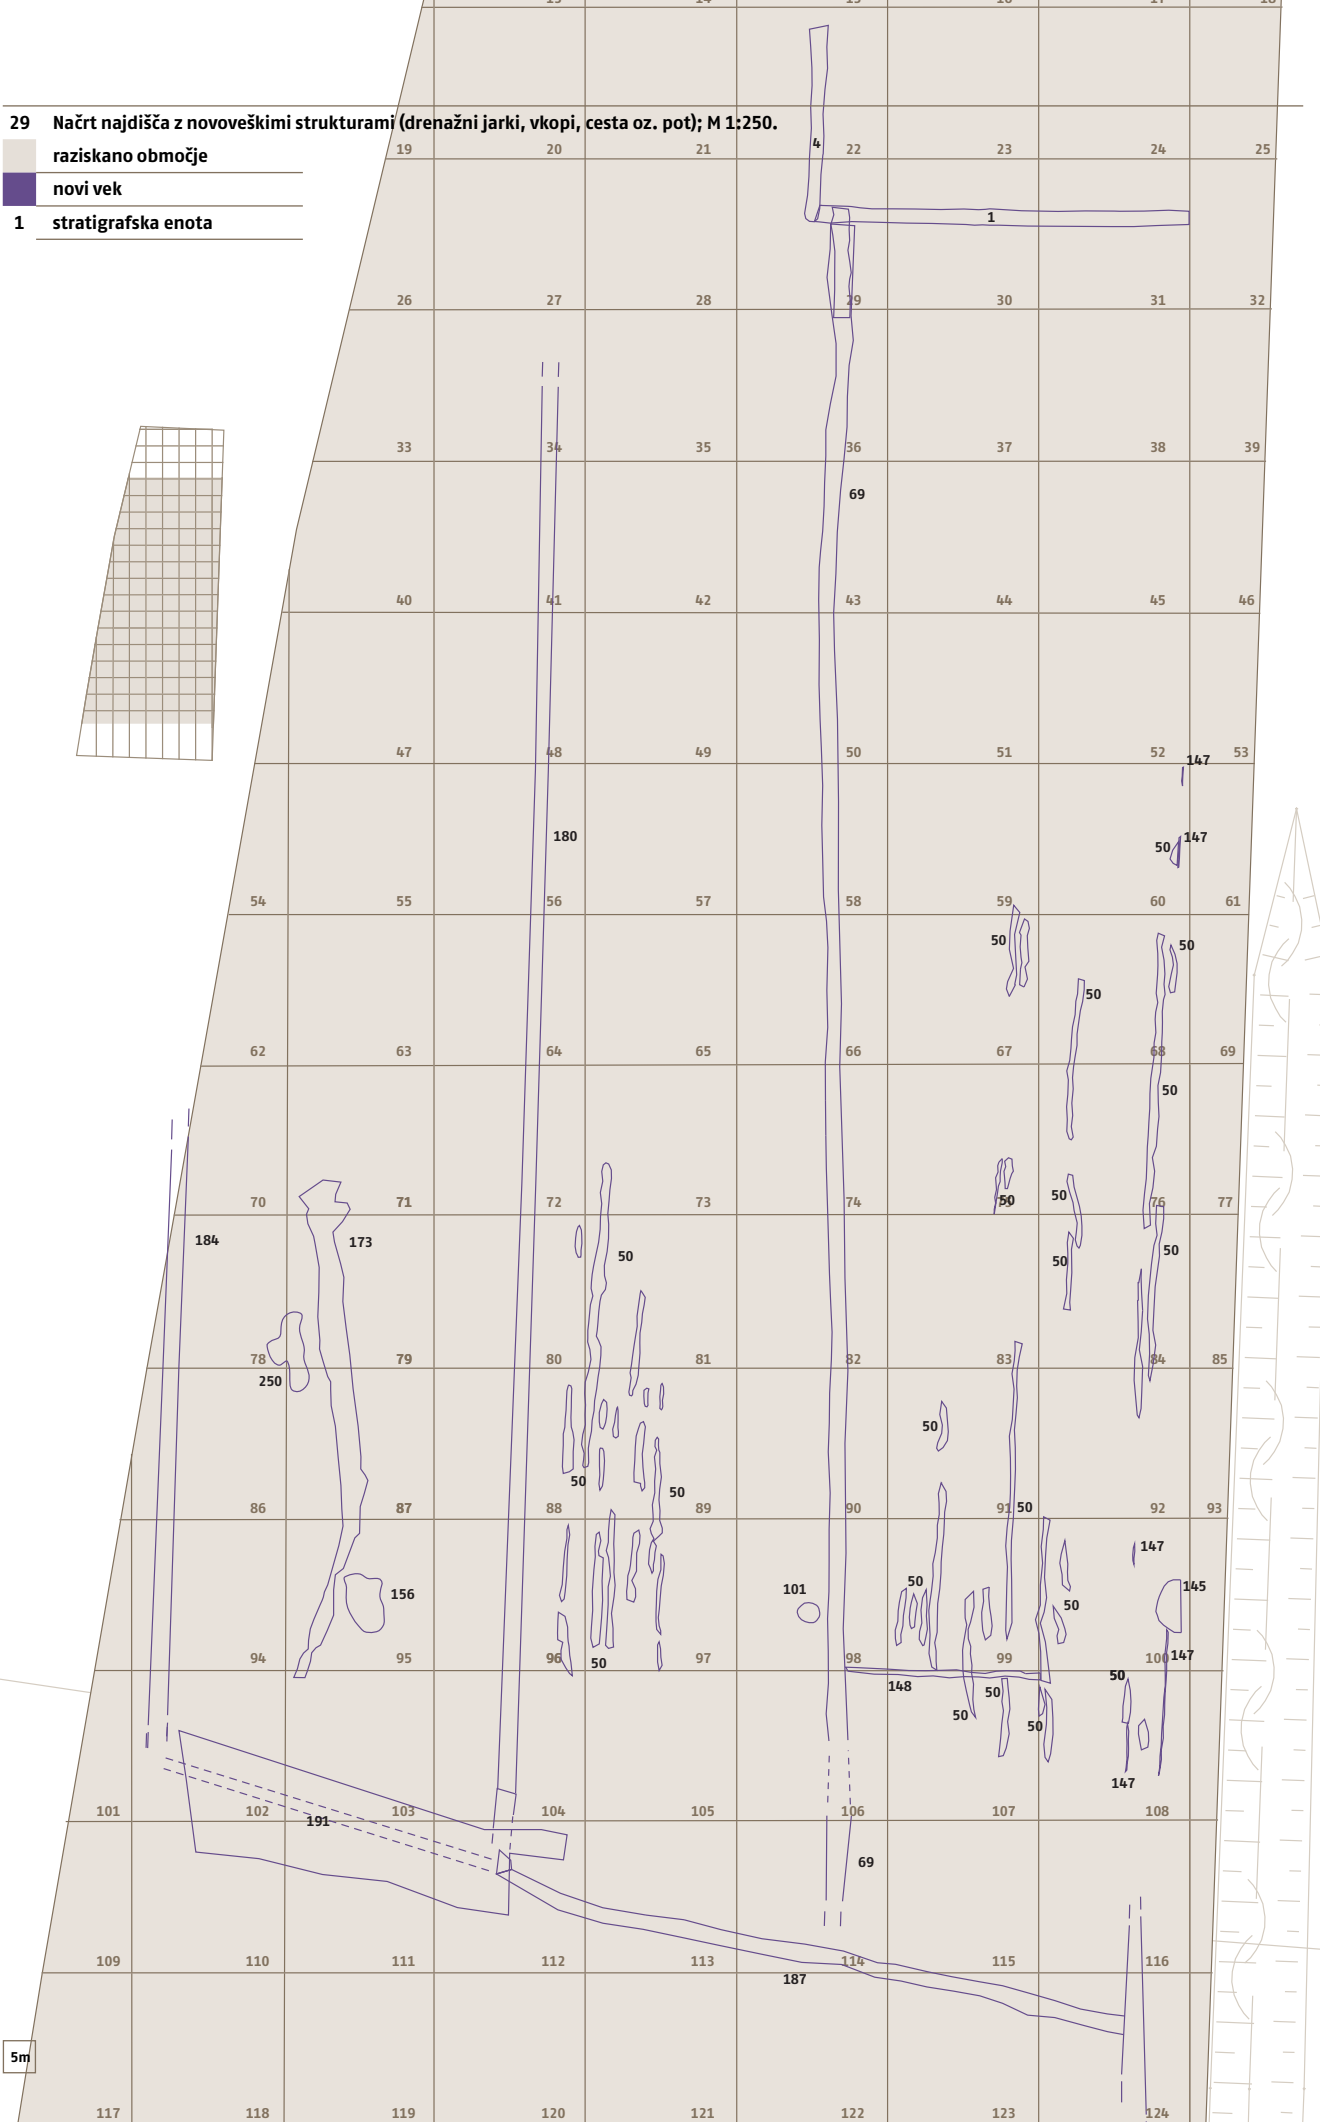 13 14 15 16 17 18
29 Načrt najdišča z novoveškimi strukturami (drenažni jarki, vkopi, cesta oz. pot); M 1:250.
raziskano območje
novi vek
1 stratigrafska enota
4
19 20 21 22 23 24 25
1
26 27 28 29 30 31 32
33 34 35 36 37 38 39
69
40 41 42 43 44 45 46
47 48 49 50 51 52 53
147
180
50 147
54 55 56 57 58 59 60 61
50 50
50
62 63 64 65 66 67 68 69
50
70 71 72 73 74 75 76 77
50 50
184 173 50 50 50
78 79 80 81 82 83 84 85
250
50
50 50
86 87 88 89 90 91 92 93
50
147
156 101 50 145
50
94 95 96 97 98 99 100
50 147
148 50 50
50 50
147
101 102 103 104 105 106 107 108
191
69
109 110 111 112 113 114 115 116
187
5m
117 118 119 120 121 122 123 124